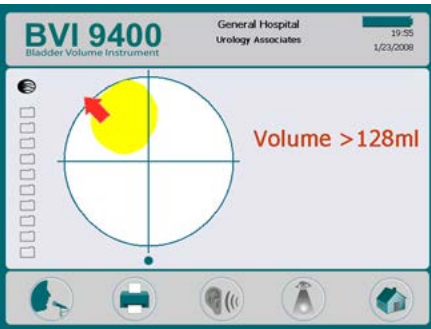 BVI 9400
Bladder Volume Instrument
General Hospital
Urology Associates
19:55
1/23/2008
Volume >128ml